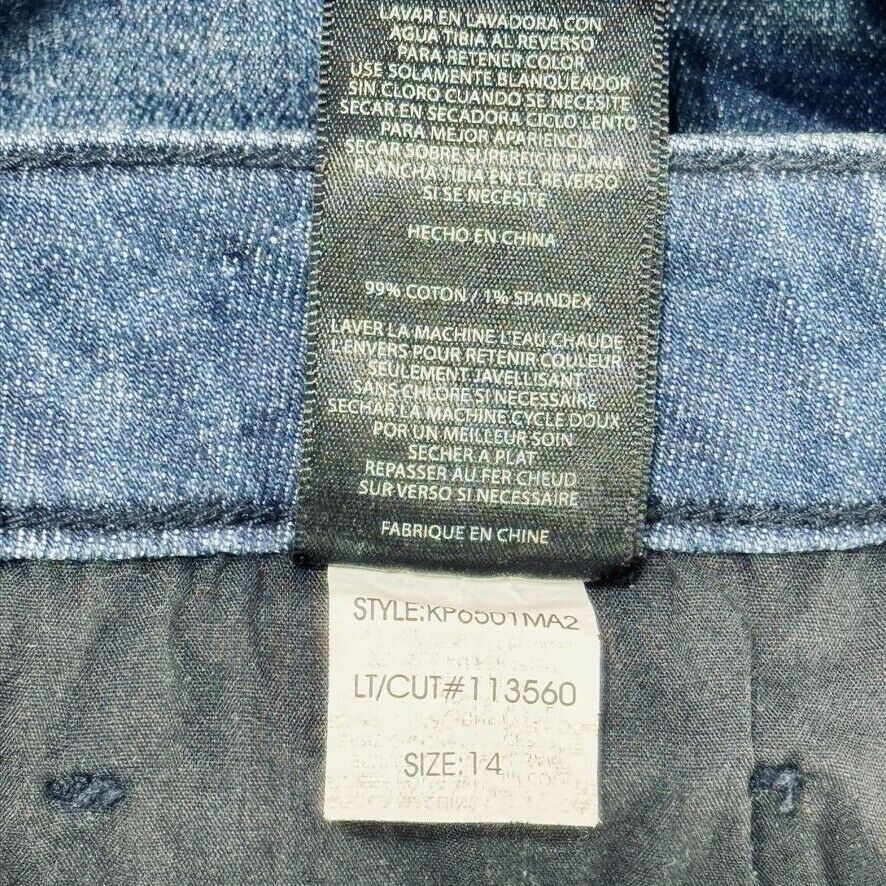 LAVAR EN LAVADORA CON
AGUA TIBIA AL REVERSO
PARA RETENER COLOR
USE SOLAMENTE BLANQUEADOR
SIN CLORO CUANDO SE NECESITE
SECAR EN SECADORA CICLO LENTO
PARA MEJOR APARIENCIA
SECAR SOBRE SUPERFICIE PLANA
PLANCHA TIBIA EN EL REVERSO
SI SE NECESITE
HECHO EN CHINA
99% COTON / 1% SPANDEX
LAVER LA MACHINE L'EAU CHAUDE
L'ENVERS POUR RETENIR COULEUR
SEULEMENT JAVELLISANT
SANS CHLORE SI NECESSAIRE
SECHAR LA MACHINE CYCLE DOUX
POR UN MEILLEUR SOIN
SECHER A PLAT
REPASSER AU FER CHEUD
SUR VERSO SI NECESSAIRE
FABRIQUE EN CHINE
STYLE:KP6501MA2
LT/CUT#113560
SIZE:14